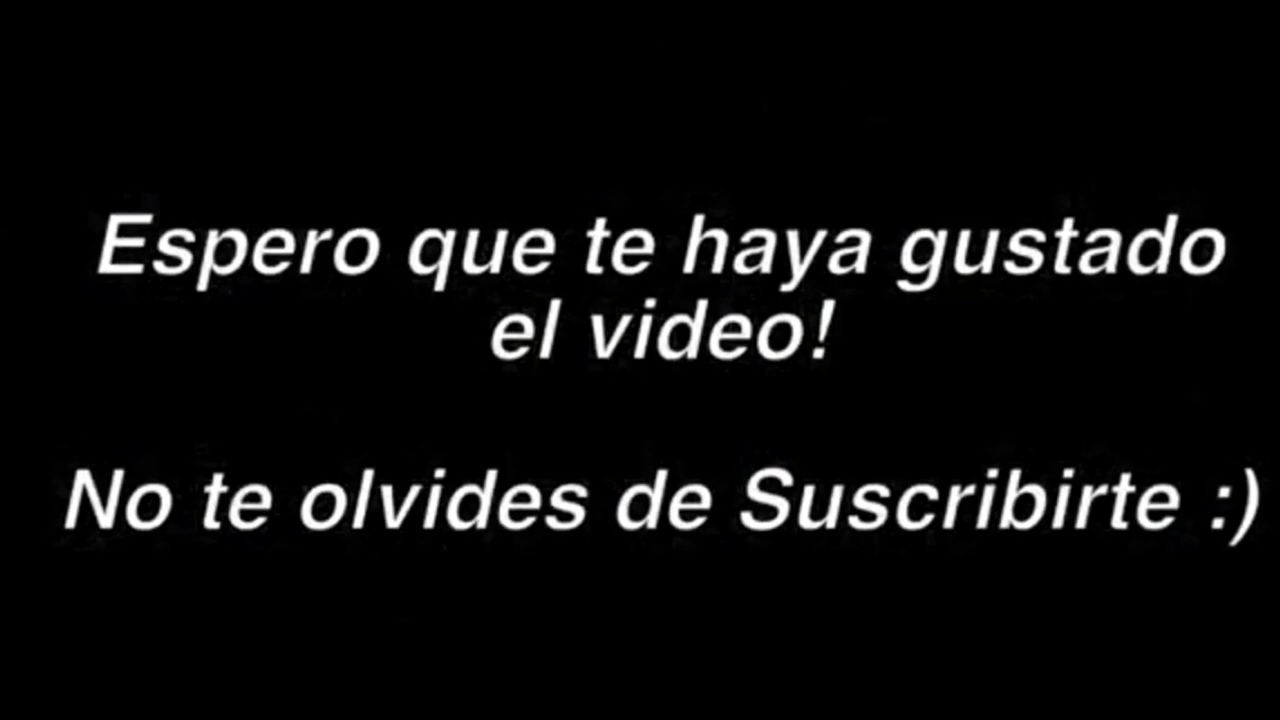 Espero que te haya gustado
el video!
No te olvides de Suscribirte :)